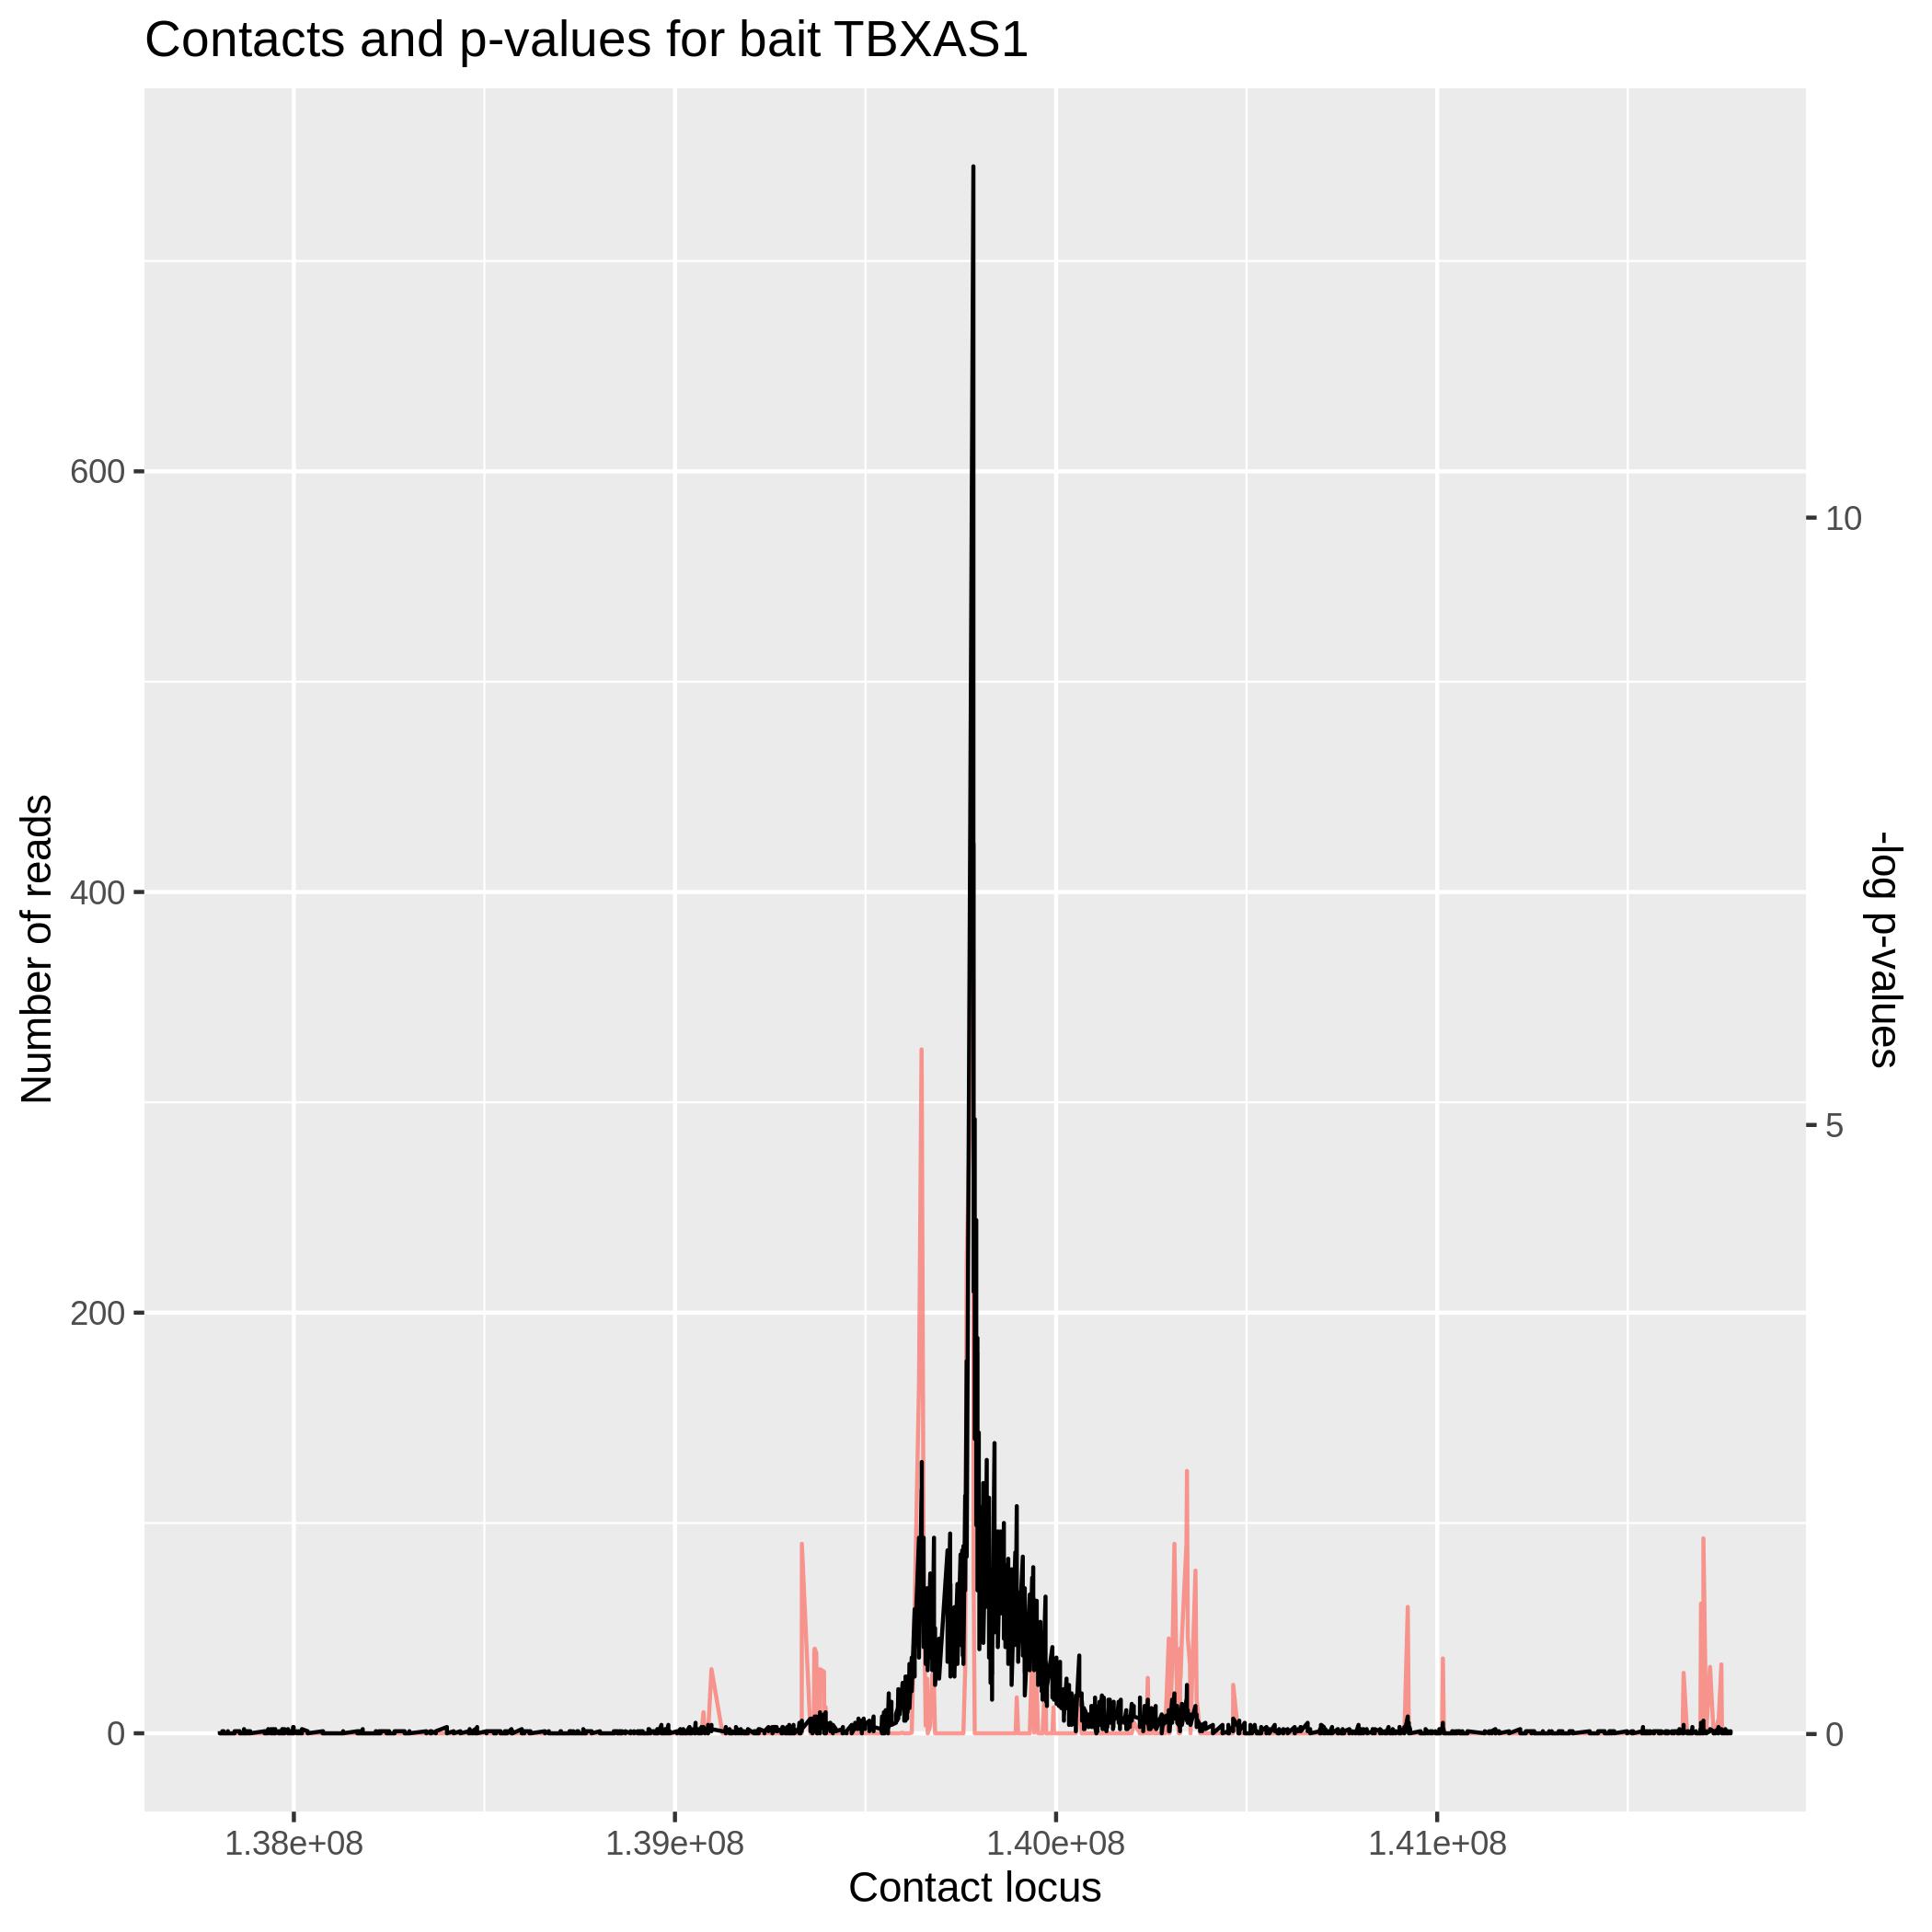 Contacts and p-values for bait TBXAS1
Number of reads
600
400
200
0
10
5
0
-log p-values
1.38e+08 1.39e+08 1.40e+08 1.41e+08
Contact locus